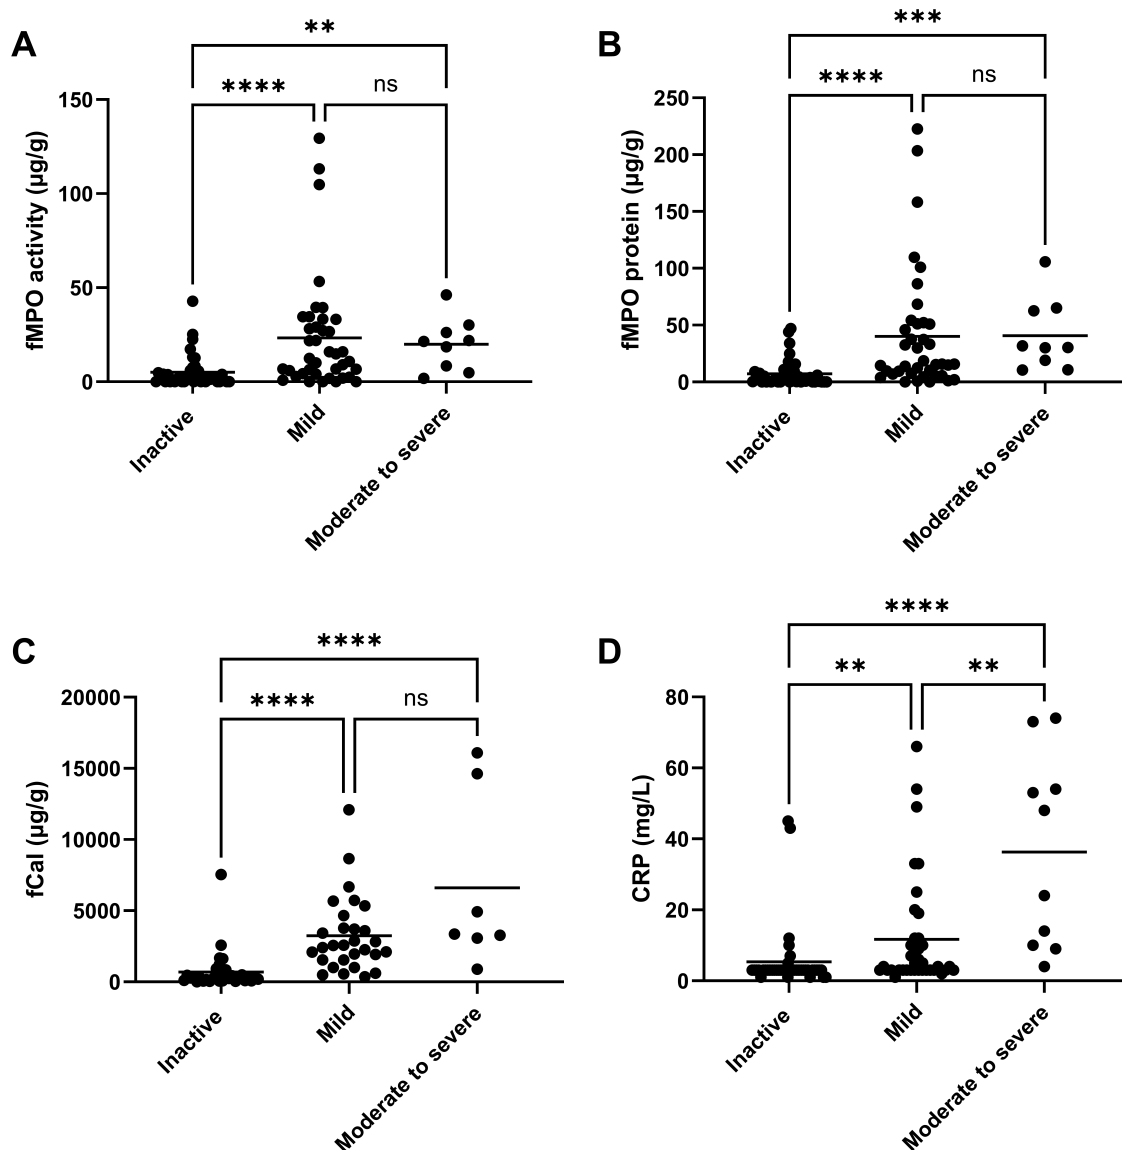 A
**
****
ns
fMPO activity (µg/g)
150
100
50
0
Inactive
Mild
Moderate to severe
B
***
****
ns
fMPO protein (µg/g)
250
200
150
100
50
0
Inactive
Mild
Moderate to severe
C
****
****
ns
fCal (µg/g)
20000
15000
10000
5000
0
Inactive
Mild
Moderate to severe
D
****
**
**
CRP (mg/L)
80
60
40
20
0
Inactive
Mild
Moderate to severe